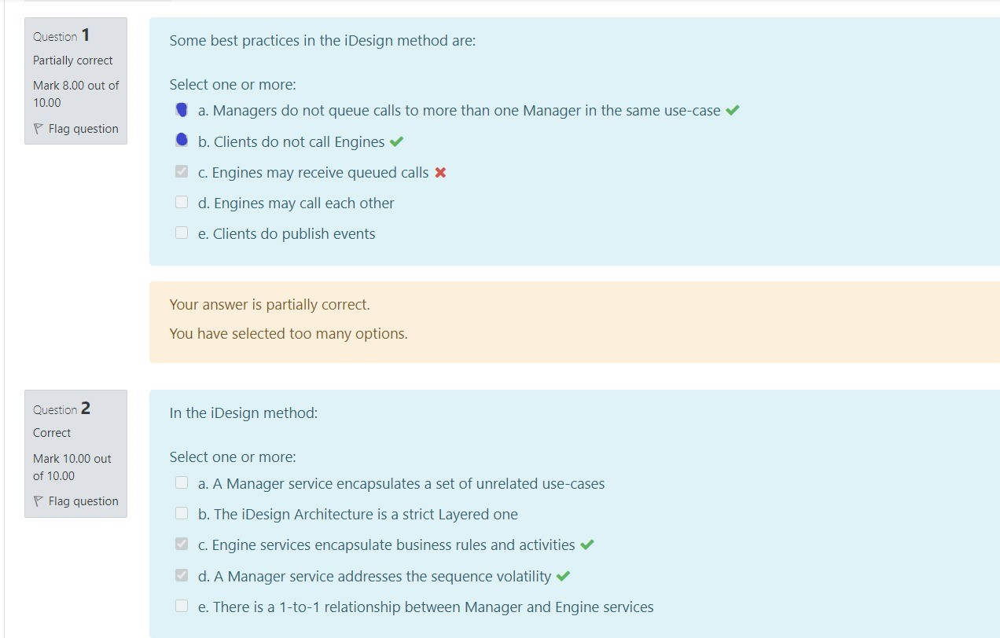 Question 1
Partially correct
Mark 8.00 out of
10.00
Flag question
Some best practices in the iDesign method are:
Select one or more:
a. Managers do not queue calls to more than one Manager in the same use-case
b. Clients do not call Engines
c. Engines may receive queued calls
d. Engines may call each other
e. Clients do publish events
Your answer is partially correct.
You have selected too many options.
Question 2
Correct
Mark 10.00 out
of 10.00
Flag question
In the iDesign method:
Select one or more:
a. A Manager service encapsulates a set of unrelated use-cases
b. The iDesign Architecture is a strict Layered one
c. Engine services encapsulate business rules and activities
d. A Manager service addresses the sequence volatility
e. There is a 1-to-1 relationship between Manager and Engine services